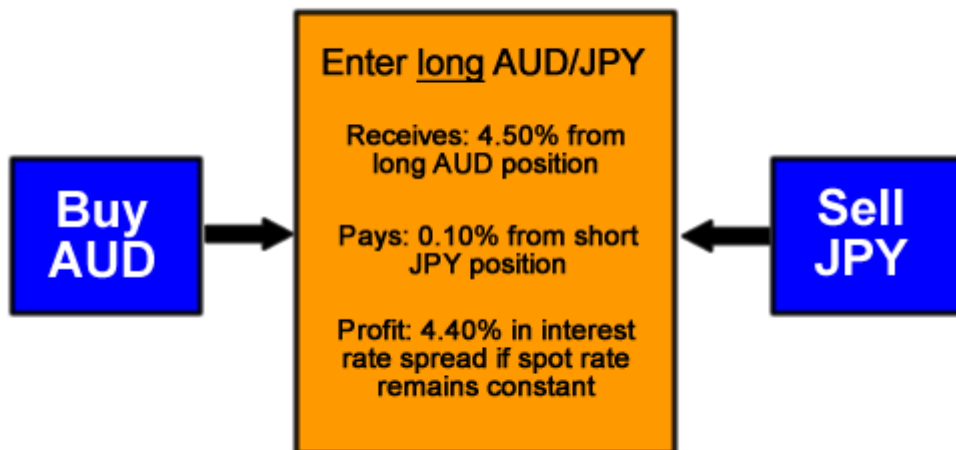 Enter long AUD/JPY
Receives: 4.50% from
long AUD position
Buy
AUD
Pays: 0.10% from short
JPY position
Sell
JPY
Profit: 4.40% in interest
rate spread if spot rate
remains constant